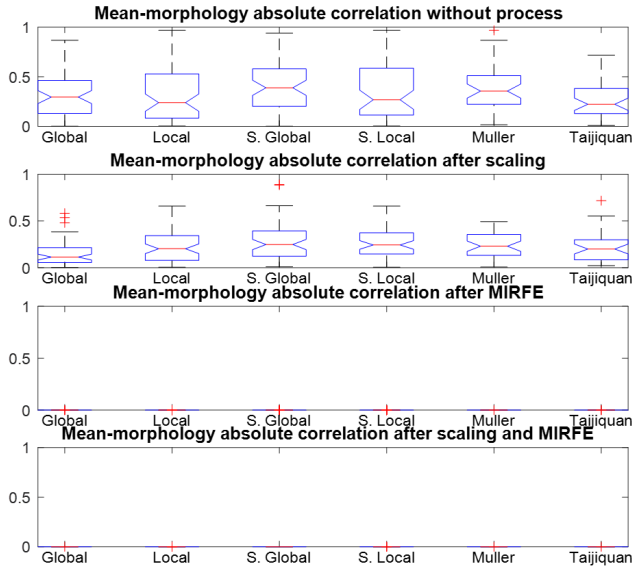 Mean-morphology absolute correlation without process
1
0.5
0
Global Local S. Global S. Local Muller Taijiquan
Mean-morphology absolute correlation after scaling
1
0.5
0
Global Local S. Global S. Local Muller Taijiquan
Mean-morphology absolute correlation after MIRFE
1
0.5
0
Global Local S. Global S. Local Muller Taijiquan
Mean-morphology absolute correlation after scaling and MIRFE
1
0.5
0
Global Local S. Global S. Local Muller Taijiquan